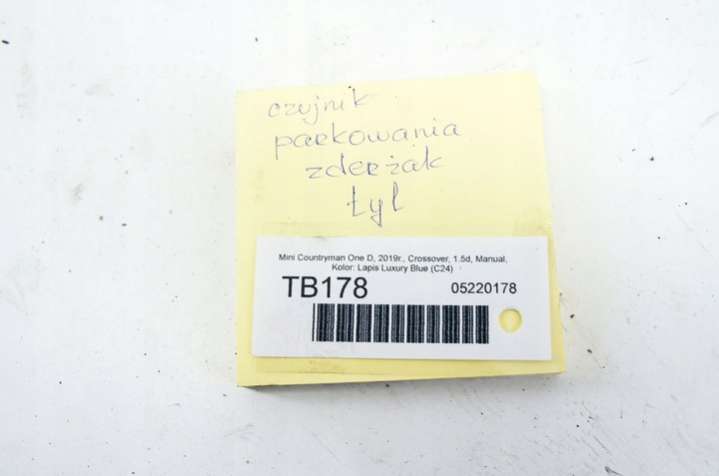 czujnik
parkowania
zderzak
tył
Mini Countryman One D, 2019r., Crossover, 1.5d, Manual,
Kolor: Lapis Luxury Blue (C24)
TB178 05220178